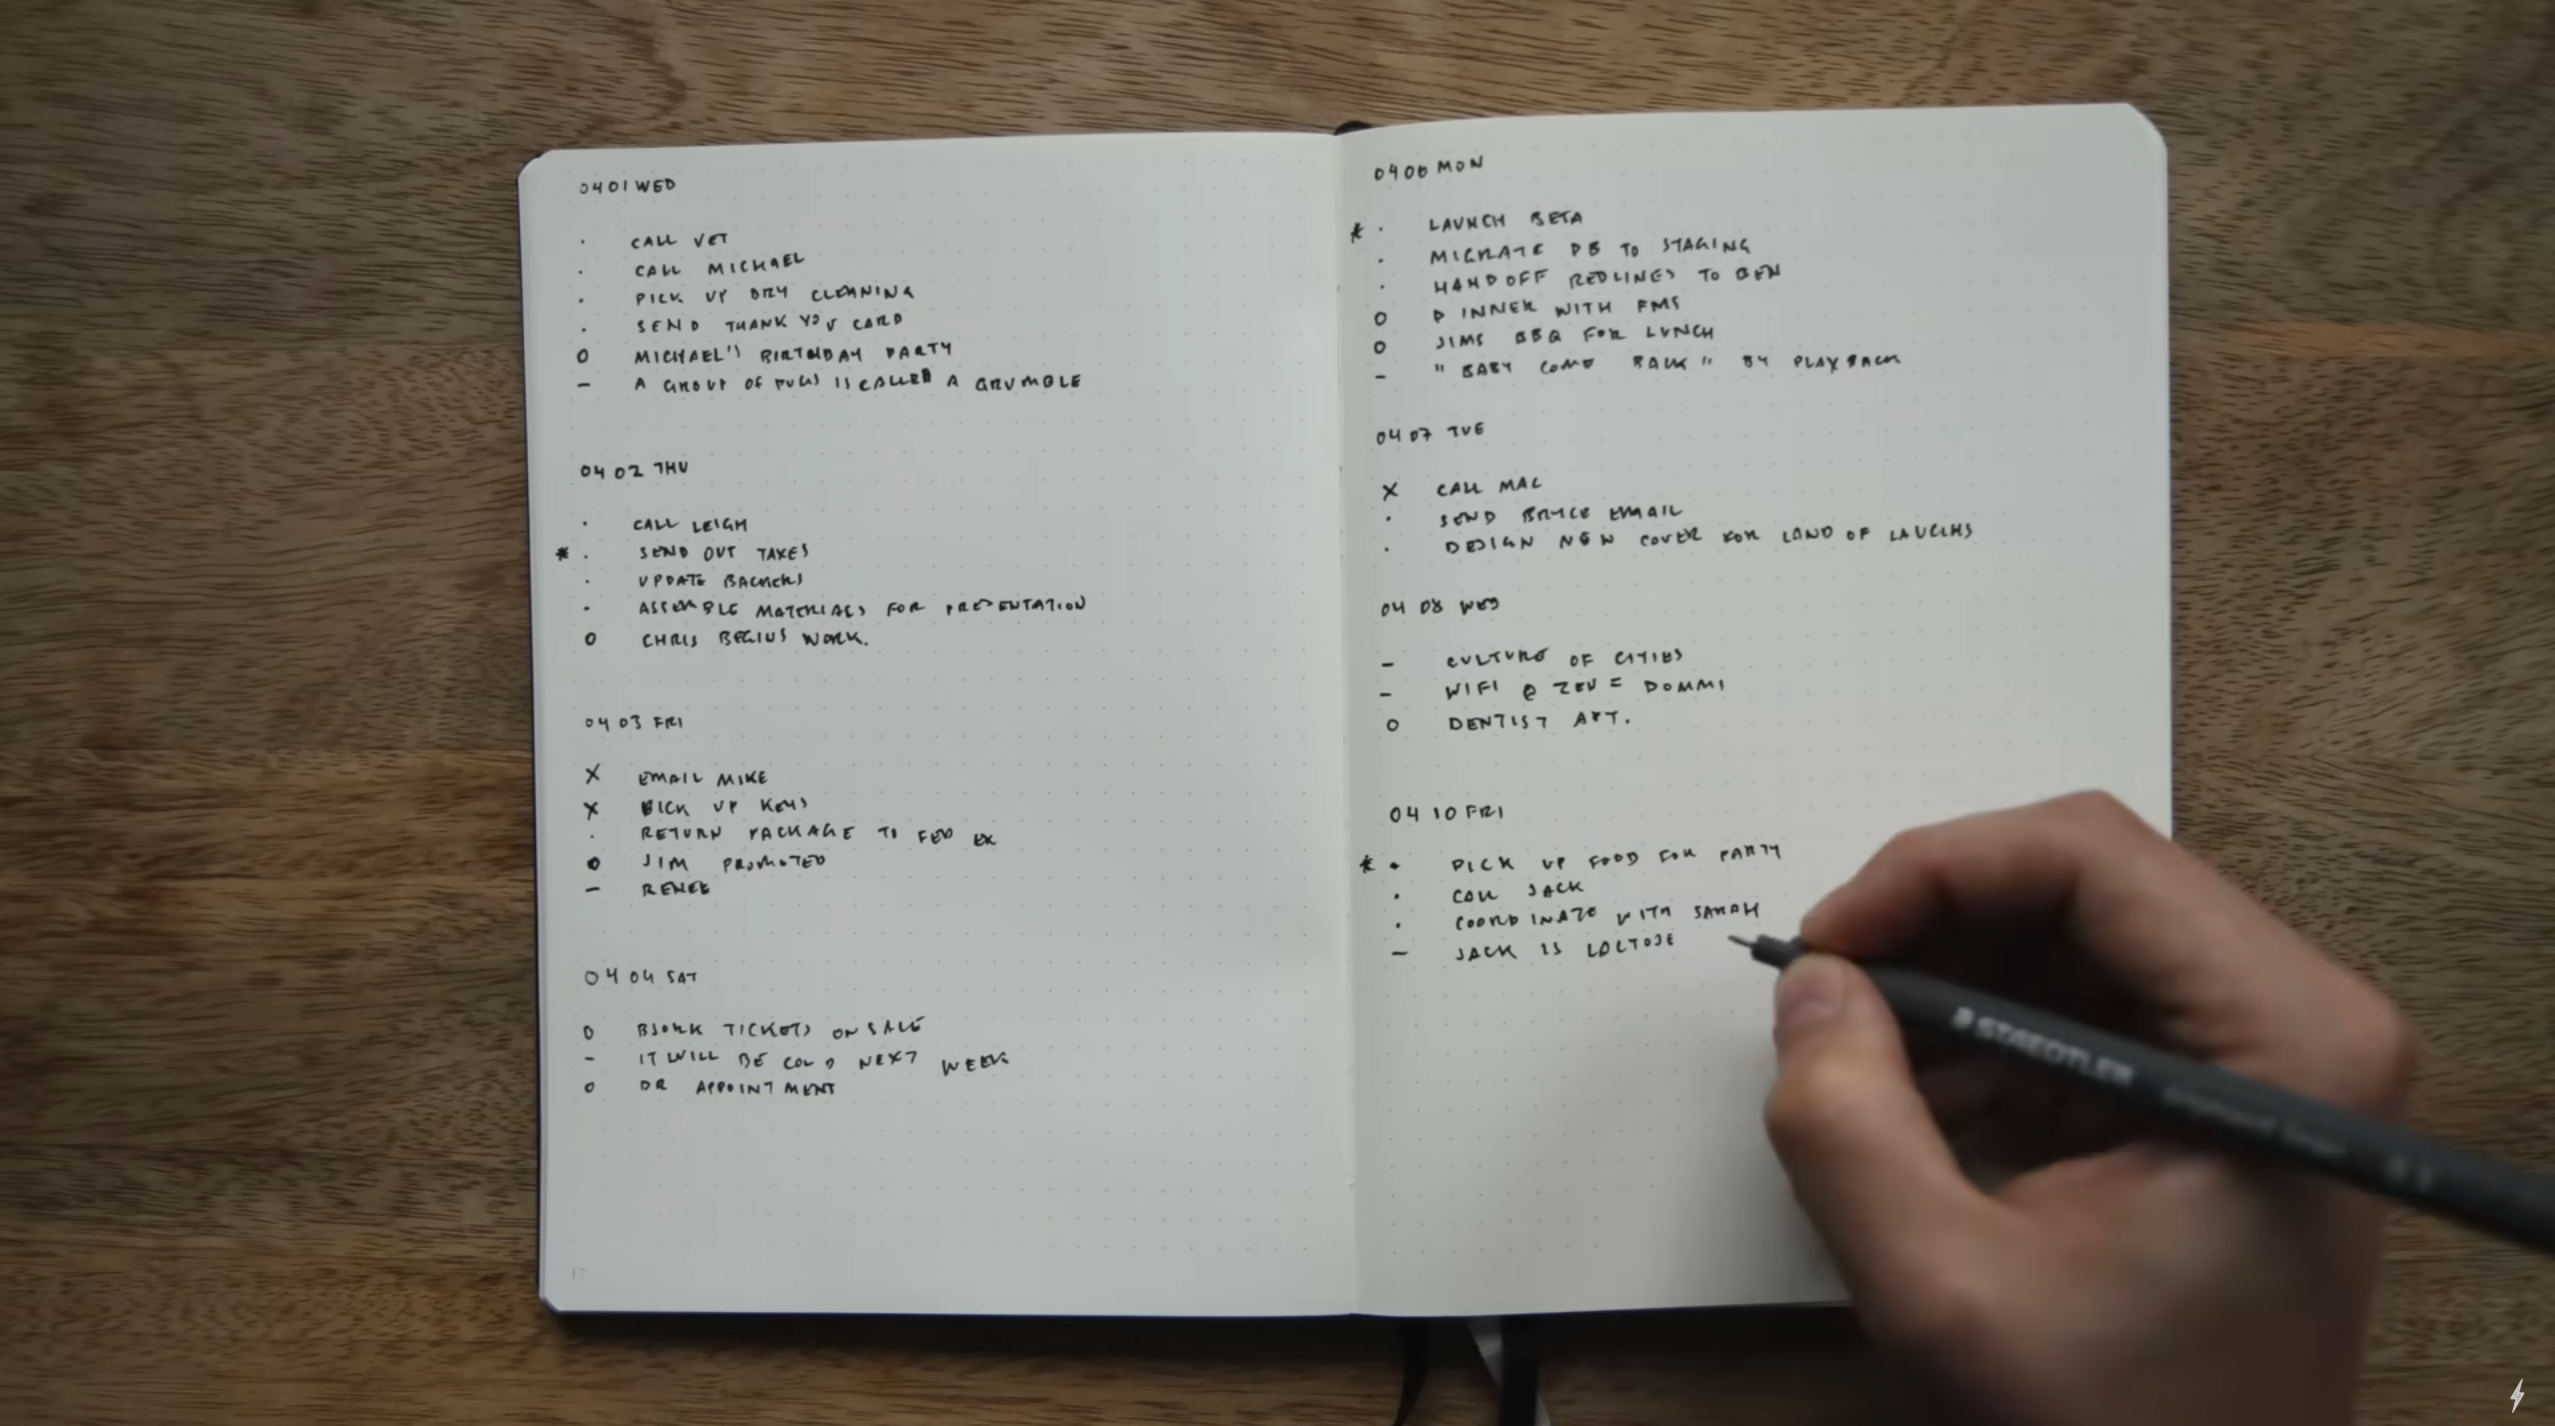 0401 WED
· CALL VET
· CALL MICHAEL
· PICK UP DRY CLEANING
· SEND THANK YOU CARD
O MICHAEL'S BIRTHDAY PARTY
– A GROUP OF PUGS IS CALLED A GRUMBLE
04 02 THU
· CALL LEIGH
* · SEND OUT TAXES
· UPDATE BACKERS
· ASSEMBLE MATERIALS FOR PRESENTATION
O CHRIS BEGINS WORK.
04 03 FRI
X EMAIL MIKE
X PICK UP KEYS
· RETURN PACKAGE TO FED EX
O JIM PROMOTED
– RENEE
04 04 SAT
O BJORK TICKETS ON SALE
– IT WILL BE COLD NEXT WEEK
O DR APPOINTMENT
17
0406 MON
* · LAUNCH BETA
· MIGRATE DB TO STAGING
· HANDOFF REDLINES TO BEN
O DINNER WITH FMS
O JIMS BBQ FOR LUNCH
– "BABY COME BACK" BY PLAYBACK
04 07 TUE
X CALL MAC
· SEND BRYCE EMAIL
· DESIGN NEW COVER FOR LAND OF LAUGHS
04 08 WED
– CULTURE OF CITIES
– WIFI @ ZEN = DOMMI
O DENTIST APT.
04 10 FRI
* · PICK UP FOOD FOR PARTY
· CALL JACK
· COORDINATE WITH SARAH
– JACK IS LACTOSE
STAEDTLER